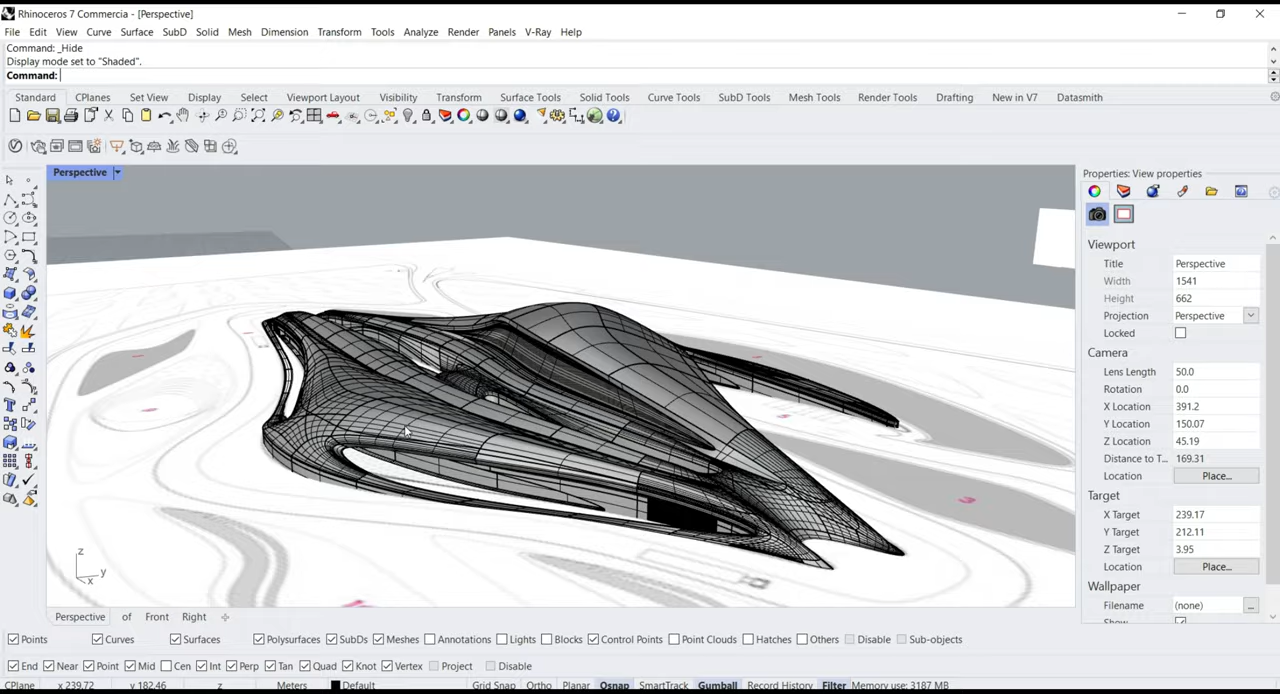 Rhinoceros 7 Commercia - [Perspective]
File Edit View Curve Surface SubD Solid Mesh Dimension Transform Tools Analyze Render Panels V-Ray Help
Command: _Hide
Display mode set to "Shaded".
Command:
Standard CPlanes Set View Display Select Viewport Layout Visibility Transform Surface Tools Solid Tools Curve Tools SubD Tools Mesh Tools Render Tools Drafting New in V7 Datasmith
Perspective
Properties: View properties
Viewport
Title Perspective
Width 1541
Height 662
Projection Perspective
Locked
Camera
Lens Length 50.0
Rotation 0.0
X Location 391.2
Y Location 150.07
Z Location 45.19
Distance to T... 169.31
Location Place...
Target
X Target 239.17
Y Target 212.11
Z Target 3.95
Location Place...
Wallpaper
Filename (none) ...
Show
z
y
x
Perspective of Front Right
Points Curves Surfaces Polysurfaces SubDs Meshes Annotations Lights Blocks Control Points Point Clouds Hatches Others Disable Sub-objects
End Near Point Mid Cen Int Perp Tan Quad Knot Vertex Project Disable
CPlane x 239.72 y 182.46 z Meters Default Grid Snap Ortho Planar Osnap SmartTrack Gumball Record History Filter Memory use: 3187 MB